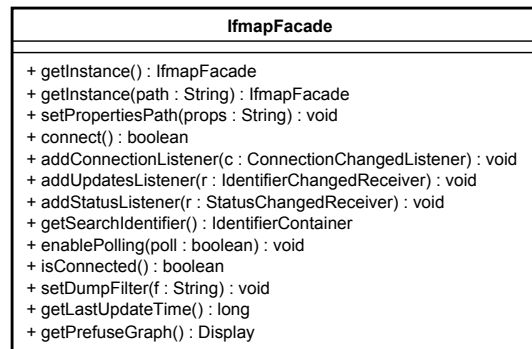 IfmapFacade
+ getInstance() : IfmapFacade
+ getInstance(path : String) : IfmapFacade
+ setPropertiesPath(props : String) : void
+ connect() : boolean
+ addConnectionListener(c : ConnectionChangedListener) : void
+ addUpdatesListener(r : IdentifierChangedReceiver) : void
+ addStatusListener(r : StatusChangedReceiver) : void
+ getSearchIdentifier() : IdentifierContainer
+ enablePolling(poll : boolean) : void
+ isConnected() : boolean
+ setDumpFilter(f : String) : void
+ getLastUpdateTime() : long
+ getPrefuseGraph() : Display